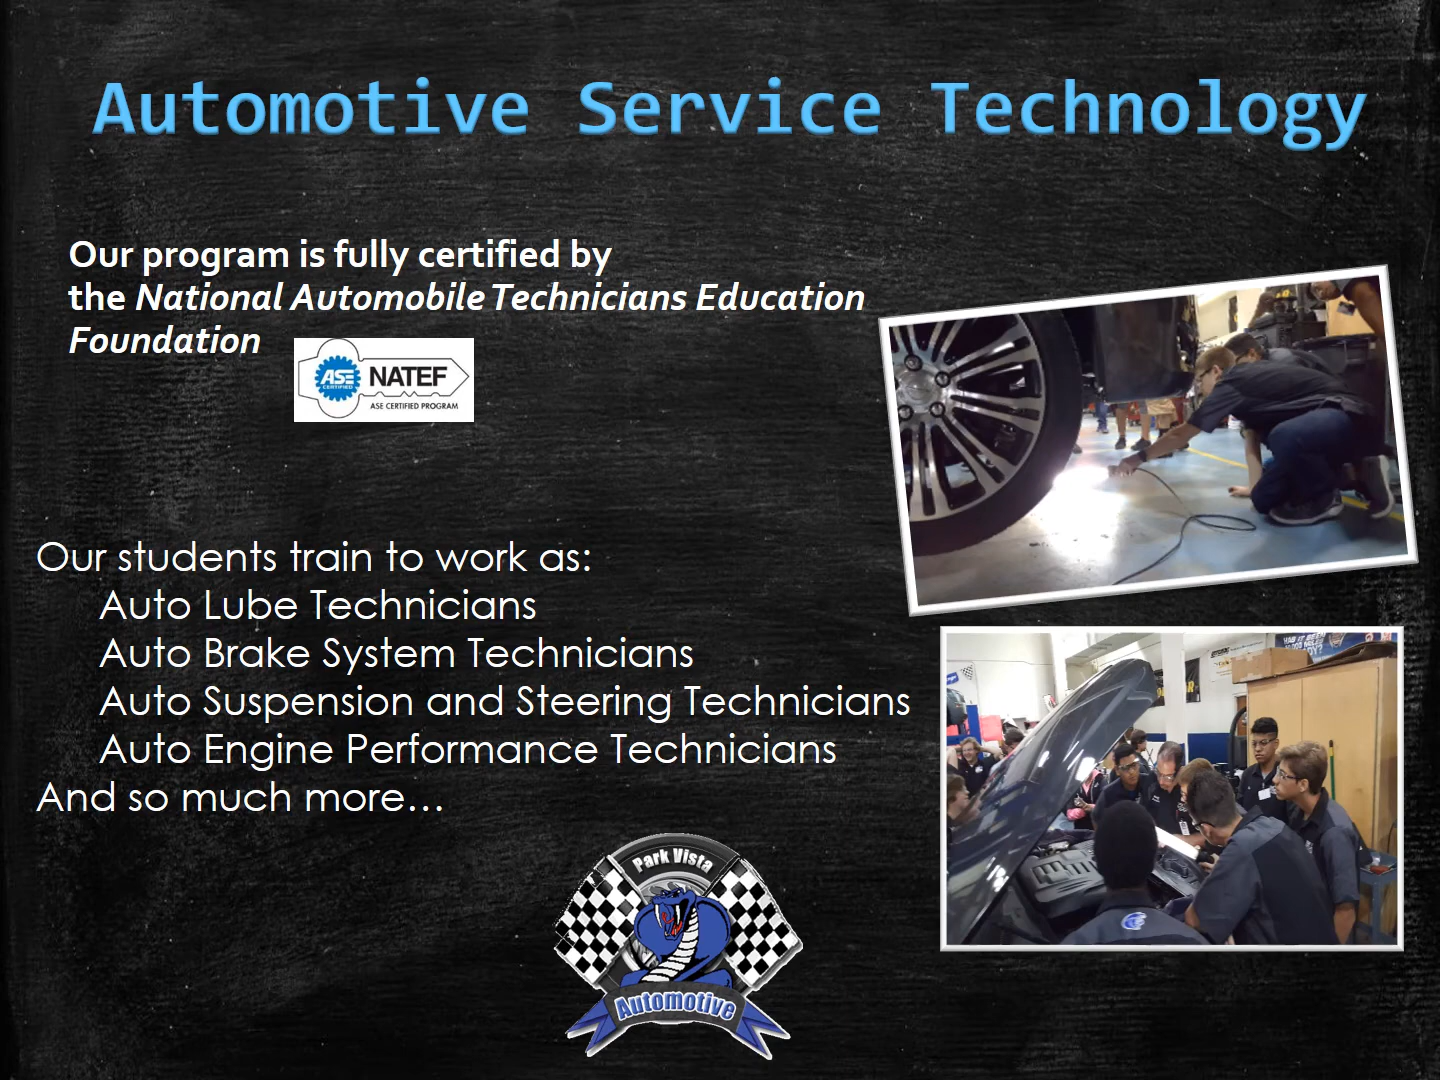 Automotive Service Technology
Our program is fully certified by
the National Automobile Technicians Education
Foundation
ASE
CERTIFIED
NATEF
ASE CERTIFIED PROGRAM
Our students train to work as:
Auto Lube Technicians
Auto Brake System Technicians
Auto Suspension and Steering Technicians
Auto Engine Performance Technicians
And so much more...
Park Vista
Automotive